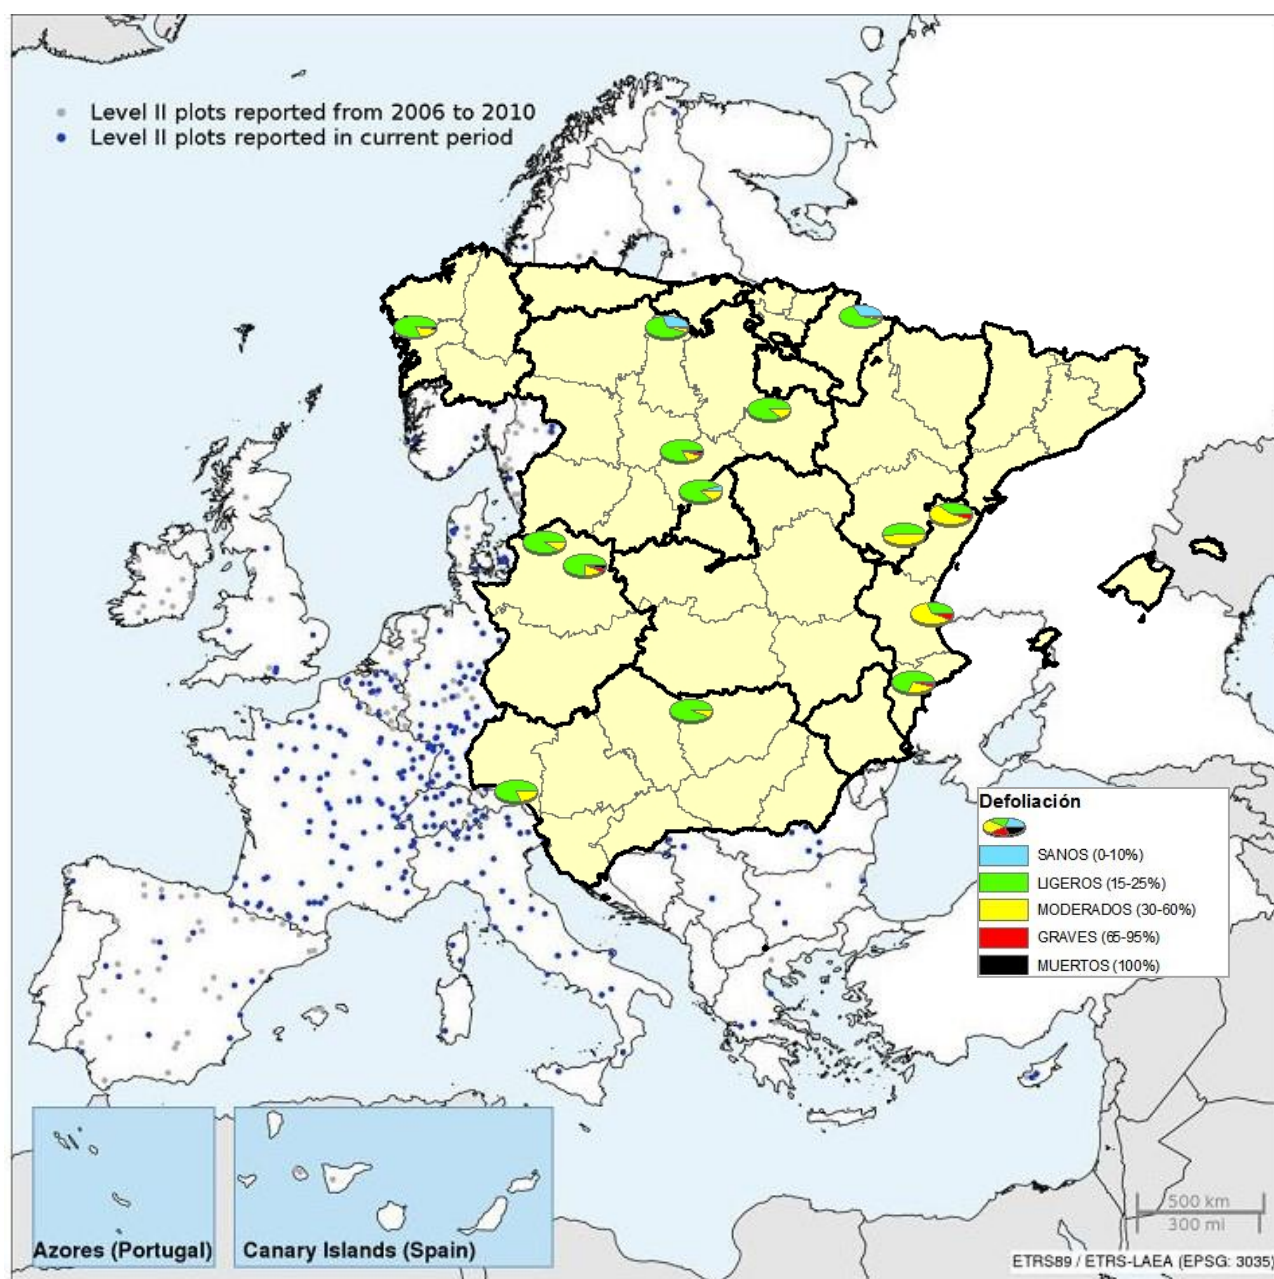 Level II plots reported from 2006 to 2010
Level II plots reported in current period
Defoliación
SANOS (0-10%)
LIGEROS (15-25%)
MODERADOS (30-60%)
GRAVES (65-95%)
MUERTOS (100%)
500 km
300 mi
Azores (Portugal)
Canary Islands (Spain)
ETRS89 / ETRS-LAEA (EPSG: 3035)